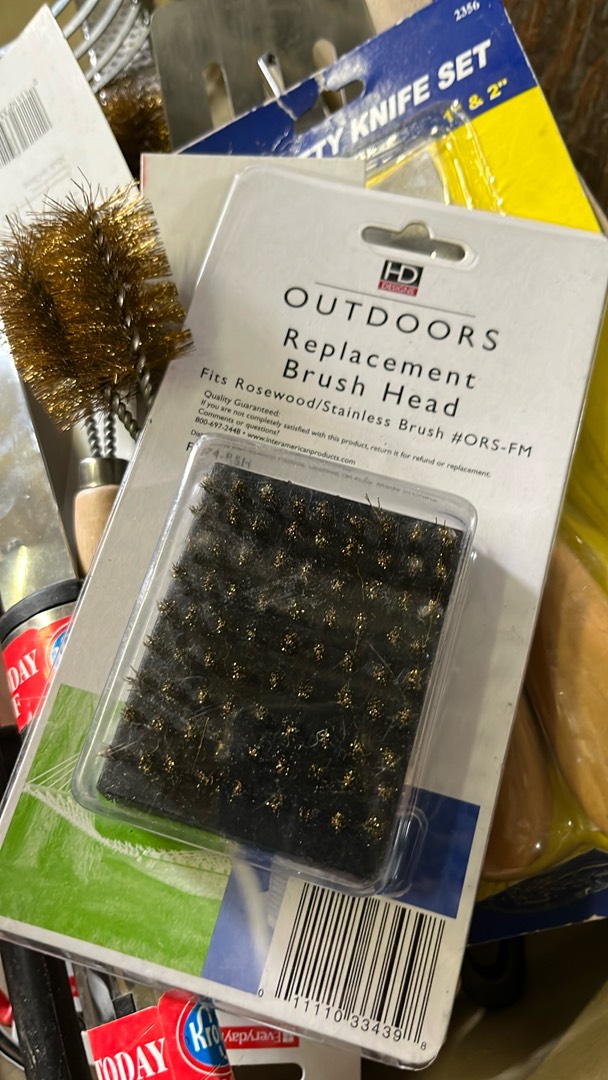 2356
TY KNIFE SET
1" & 2"
HD
DESIGNS
OUTDOORS
Replacement
Brush Head
Fits Rosewood/Stainless Brush #ORS-FM
Quality Guaranteed:
If you are not completely satisfied with this product, return it for refund or replacement.
Comments or questions?
800-697-2448 • www.interamericanproducts.com
F
DAY
0 11110 33439 8
TODAY
Kro
Everyday